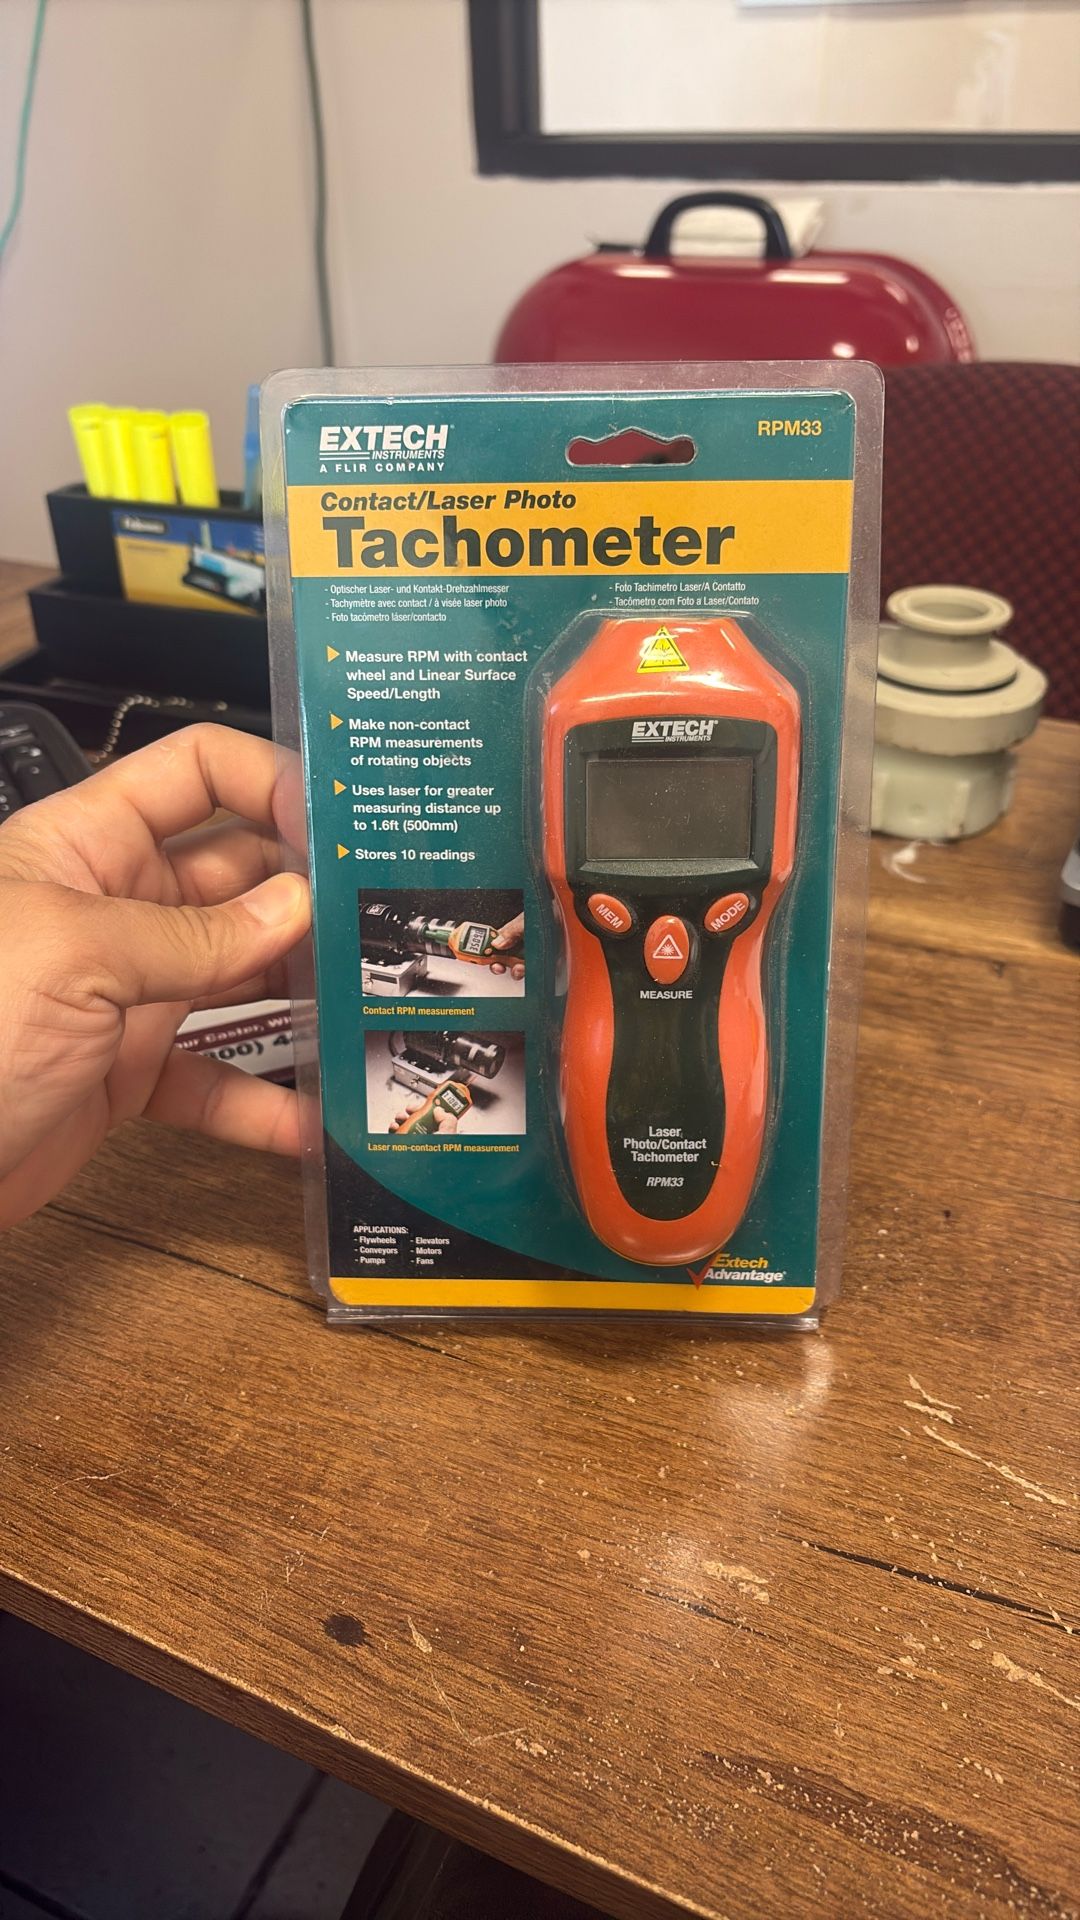 EXTECH
INSTRUMENTS
A FLIR COMPANY
RPM33
Contact/Laser Photo
Tachometer
- Optischer Laser- und Kontakt-Drehzahlmesser
- Tachymètre avec contact / à visée laser photo
- Foto tacómetro láser/contacto
- Foto Tachimetro Laser/A Contatto
- Tacômetro com Foto a Laser/Contato
Measure RPM with contact
wheel and Linear Surface
Speed/Length
Make non-contact
RPM measurements
of rotating objects
Uses laser for greater
measuring distance up
to 1.6ft (500mm)
Stores 10 readings
Contact RPM measurement
Laser non-contact RPM measurement
APPLICATIONS:
- Flywheels
- Conveyors
- Pumps
- Elevators
- Motors
- Fans
EXTECH
INSTRUMENTS
MEM
MODE
MEASURE
Laser
Photo/Contact
Tachometer
RPM33
Extech
Advantage®
Caster,